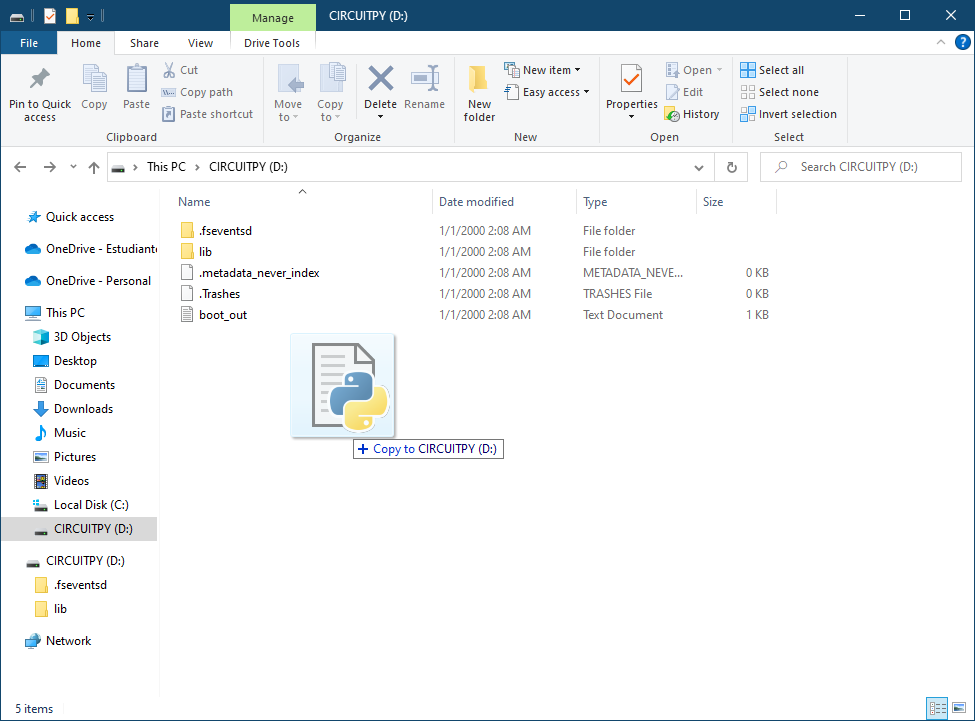 Manage
CIRCUITPY (D:)
File
Home
Share
View
Drive Tools
Pin to Quick access
Copy
Paste
Cut
Copy path
Paste shortcut
Clipboard
Move to
Copy to
Delete
Rename
Organize
New folder
New item
Easy access
New
Properties
Open
Edit
History
Open
Select all
Select none
Invert selection
Select
This PC
CIRCUITPY (D:)
Search CIRCUITPY (D:)
Name
Date modified
Type
Size
.fseventsd 1/1/2000 2:08 AM File folder
lib 1/1/2000 2:08 AM File folder
.metadata_never_index 1/1/2000 2:08 AM METADATA_NEVE... 0 KB
.Trashes 1/1/2000 2:08 AM TRASHES File 0 KB
boot_out 1/1/2000 2:08 AM Text Document 1 KB
+ Copy to CIRCUITPY (D:)
Quick access
OneDrive - Estudiante
OneDrive - Personal
This PC
3D Objects
Desktop
Documents
Downloads
Music
Pictures
Videos
Local Disk (C:)
CIRCUITPY (D:)
CIRCUITPY (D:)
.fseventsd
lib
Network
5 items